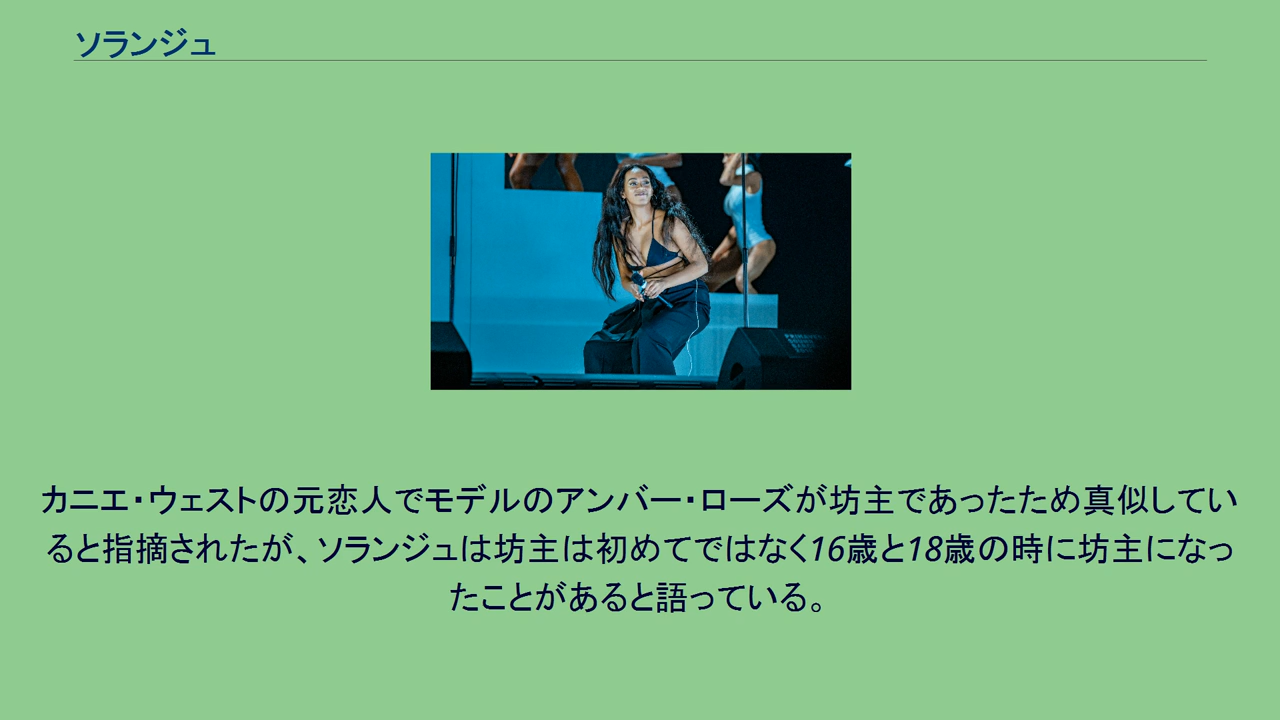 ソランジュ
カニエ・ウェストの元恋人でモデルのアンバー・ローズが坊主であったため真似してい
ると指摘されたが、ソランジュは坊主は初めてではなく16歳と18歳の時に坊主になっ
たことがあると語っている。